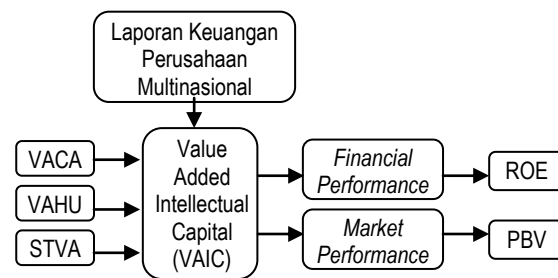 Laporan Keuangan
Perusahaan
Multinasional
VACA
VAHU
STVA
Value
Added
Intellectual
Capital
(VAIC)
Financial
Performance
Market
Performance
ROE
PBV